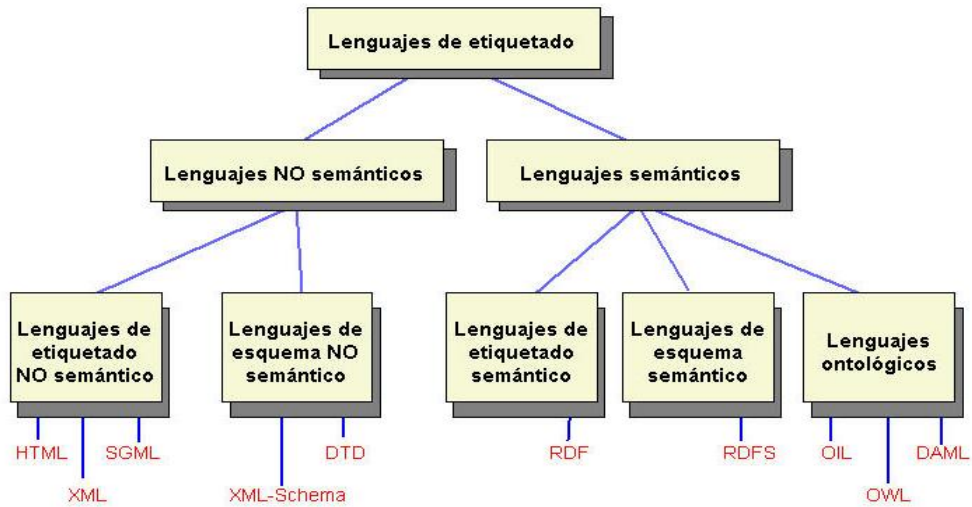 Lenguajes de etiquetado
Lenguajes NO semánticos
Lenguajes semánticos
Lenguajes de
etiquetado
NO semántico
Lenguajes de
esquema NO
semántico
Lenguajes de
etiquetado
semántico
Lenguajes de
esquema
semántico
Lenguajes
ontológicos
HTML
SGML
DTD
RDF
RDFS
OIL
DAML
XML
XML-Schema
OWL